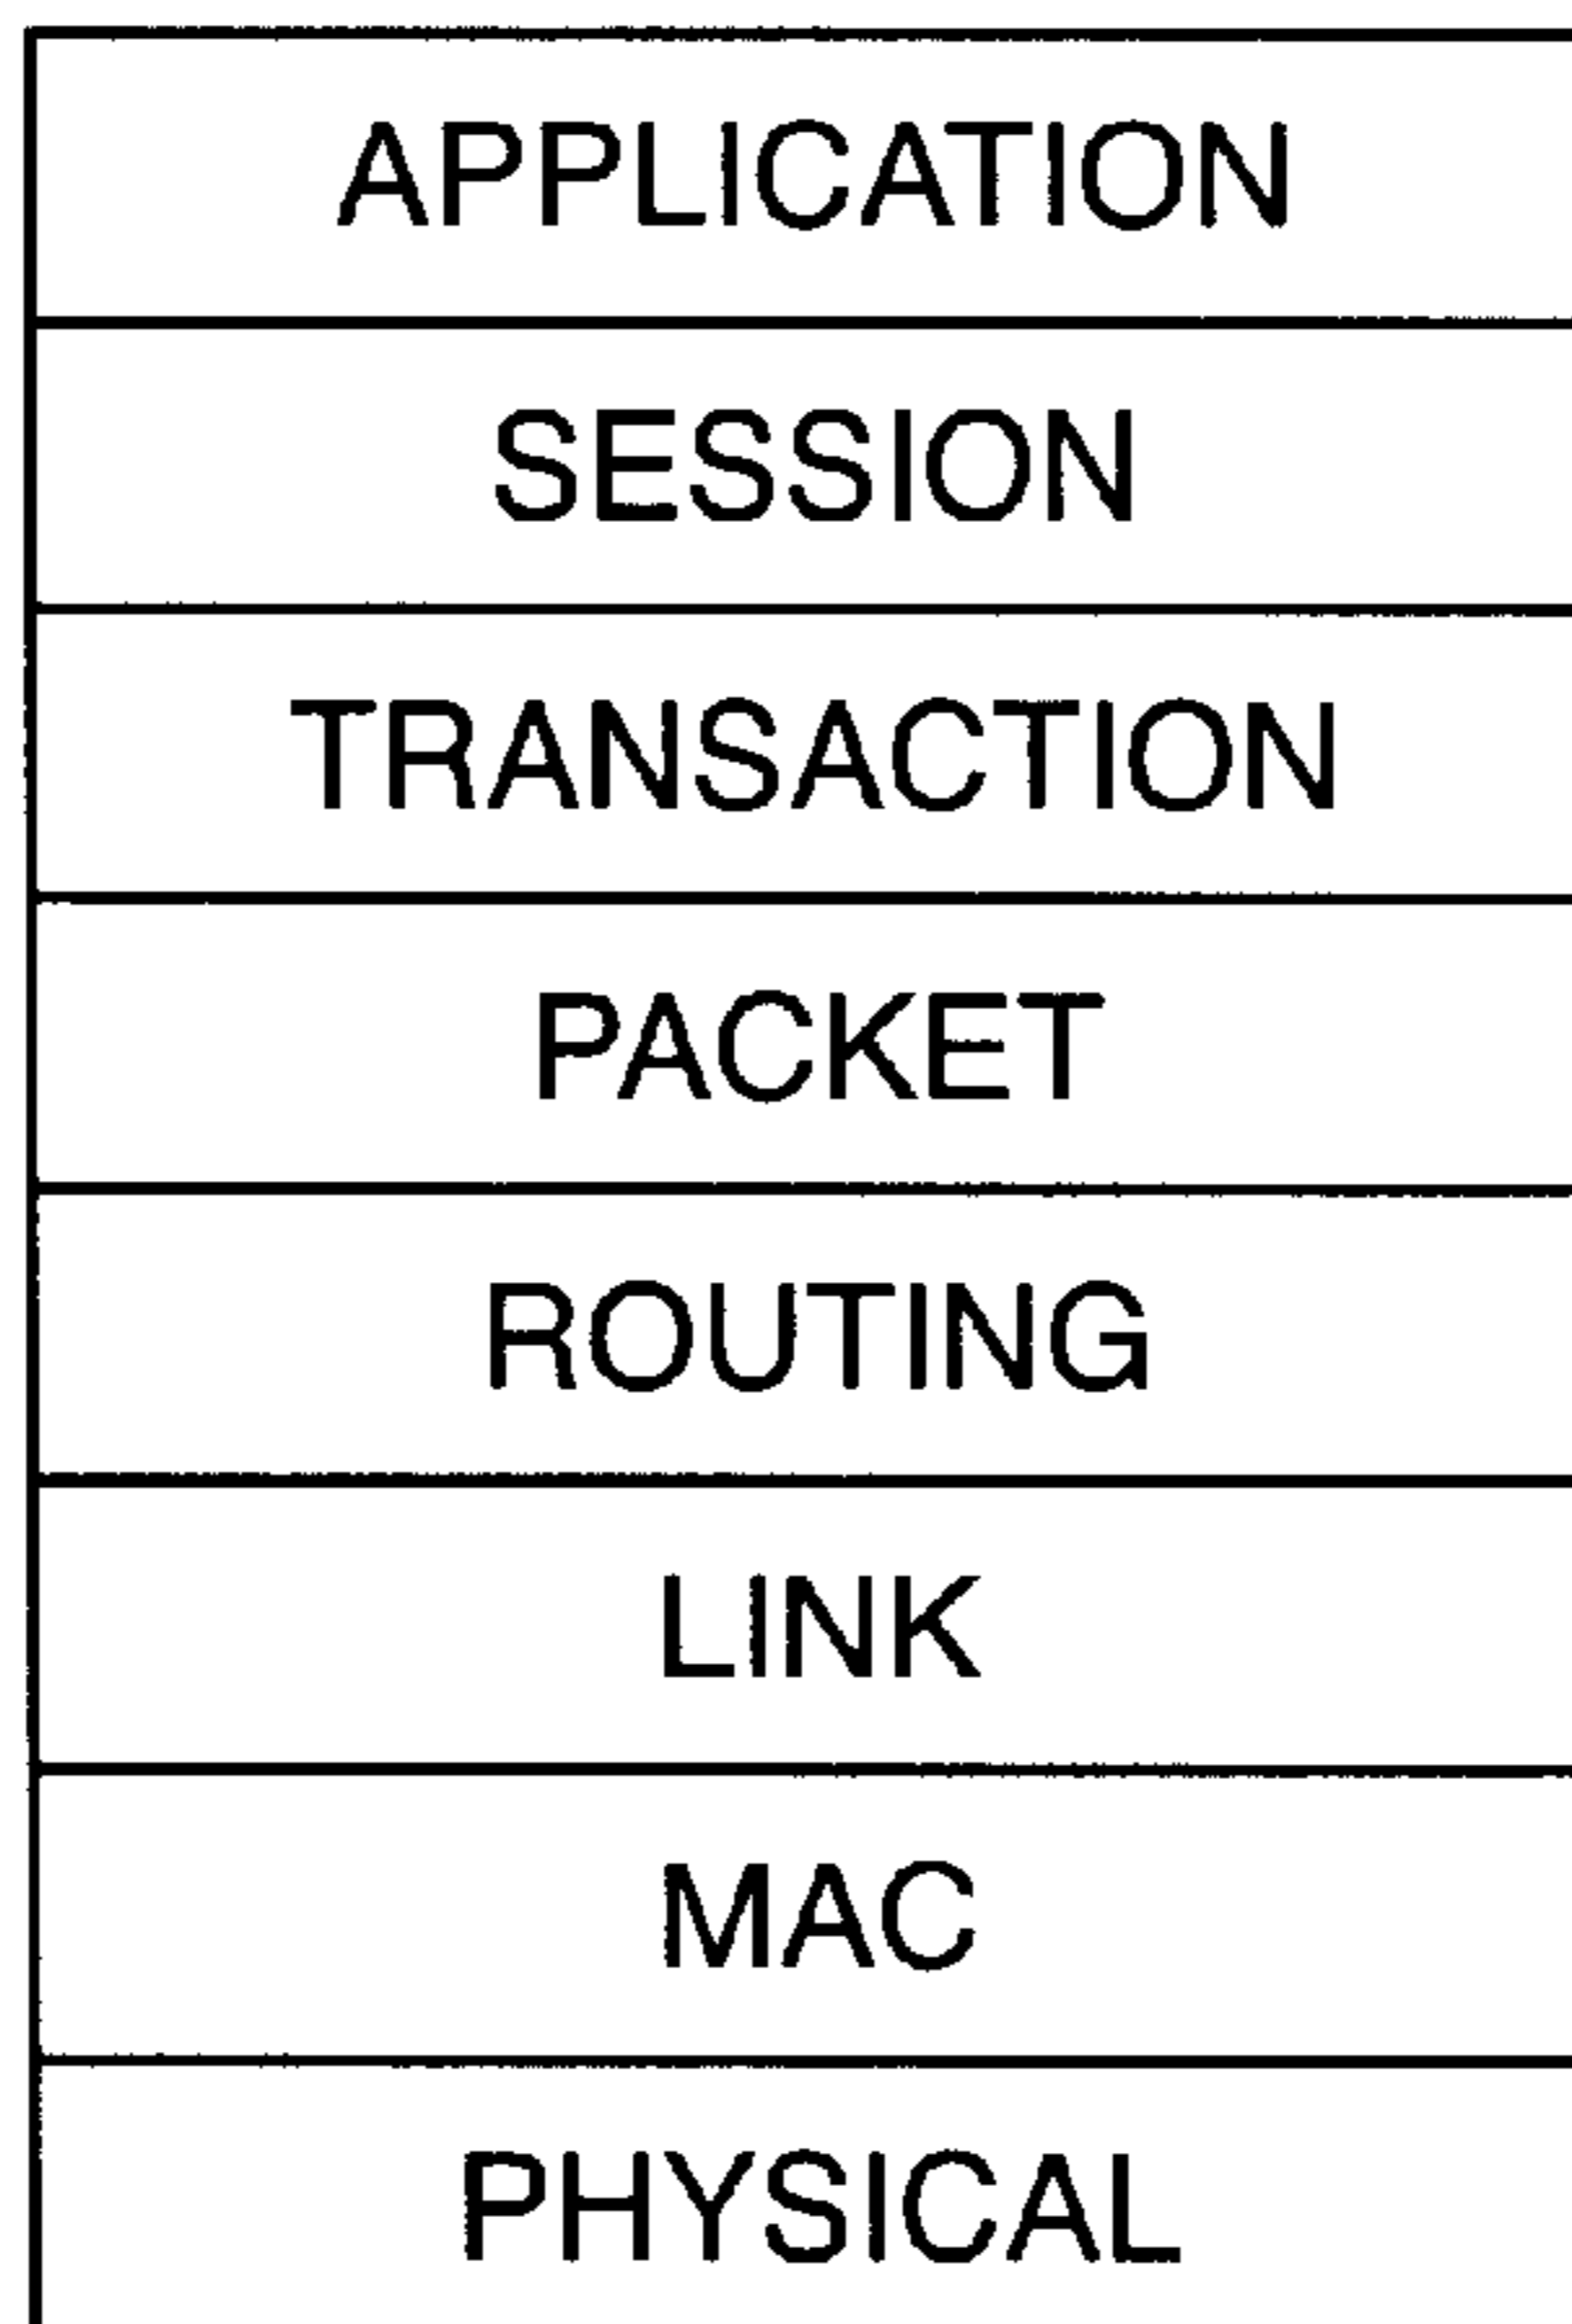 APPLICATION
SESSION
TRANSACTION
PACKET
ROUTING
LINK
MAC
PHYSICAL